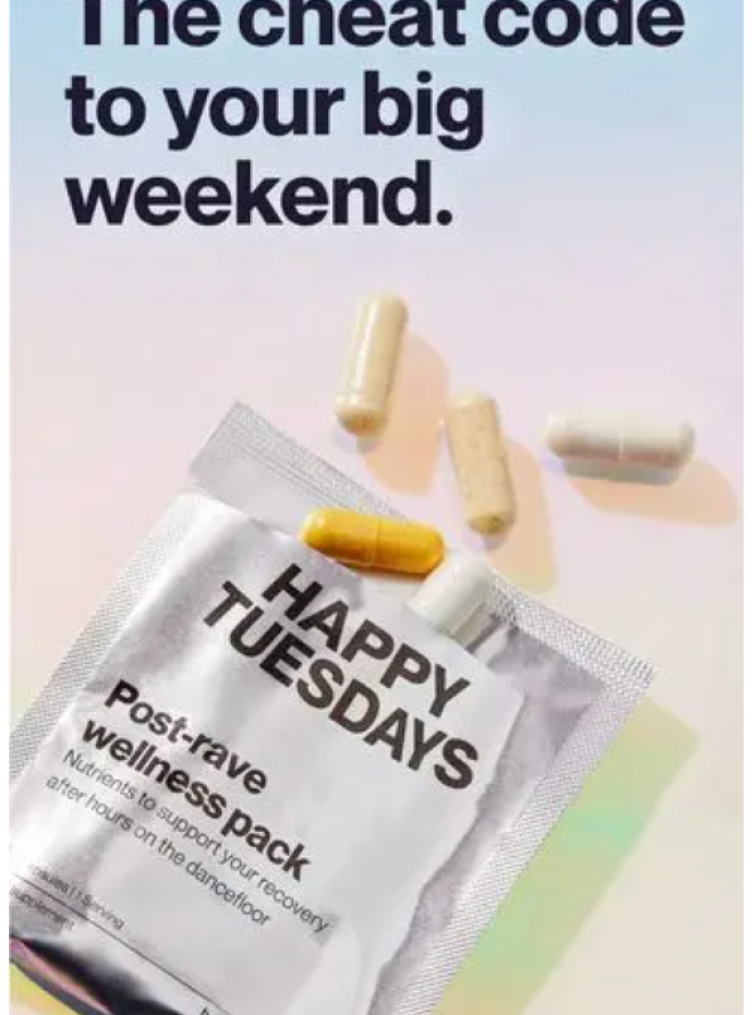 The cheat code
to your big
weekend.
HAPPY
TUESDAYS
Post-rave
wellness pack
Nutrients to support your recovery
after hours on the dancefloor
Serving